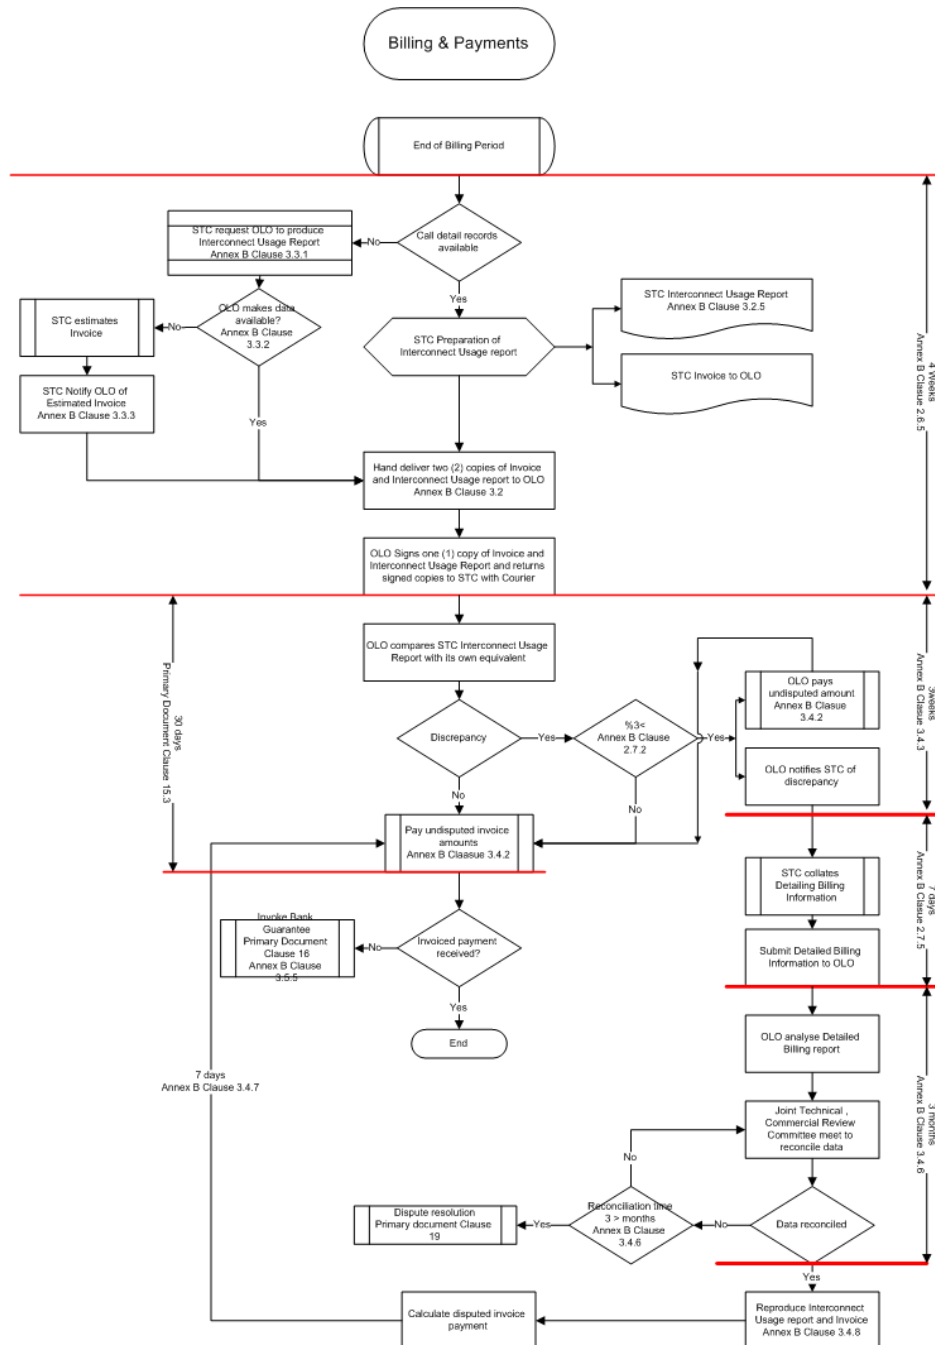 Billing & Payments
End of Billing Period
Call detail records
available
No
Yes
STC request OLO to produce
Interconnect Usage Report
Annex B Clause 3.3.1
OLO makes data
available?
Annex B Clause
3.3.2
No
Yes
STC estimates
Invoice
STC Notify OLO of
Estimated Invoice
Annex B Clause 3.3.3
STC Preparation of
Interconnect Usage report
STC Interconnect Usage Report
Annex B Clause 3.2.5
STC Invoice to OLO
4 Weeks
Annex B Clasue 2.6.5
Hand deliver two (2) copies of Invoice
and Interconnect Usage report to OLO
Annex B Clause 3.2
OLO Signs one (1) copy of Invoice and
Interconnect Usage Report and returns
signed copies to STC with Courier
30 days
Primary Document Clause 15.3
OLO compares STC Interconnect Usage
Report with its own equivalent
Discrepancy
Yes
No
%3<
Annex B Clause
2.7.2
Yes
No
OLO pays
undisputed amount
Annex B Clasue
3.4.2
OLO notifies STC of
discrepancy
3weeks
Annex B Clause 3.4.3
Pay undisputed invoice
amounts
Annex B Claasue 3.4.2
STC collates
Detailing Billing
Information
Submit Detailed Billing
Information to OLO
7 days
Annex B Clasue 2.7.5
Invoke Bank
Guarantee
Primary Document
Clause 16
Annex B Clause
3.5.5
No
Invoiced payment
received?
Yes
End
OLO analyse Detailed
Billing report
Joint Technical ,
Commercial Review
Committee meet to
reconcile data
3 months
Annex B Clause 3.4.6
7 days
Annex B Clause 3.4.7
No
Dispute resolution
Primary document Clause
19
Yes
Reconciliation time
3 > months
Annex B Clause
3.4.6
No
Data reconciled
Yes
Calculate disputed invoice
payment
Reproduce Interconnect
Usage report and Invoice
Annex B Clause 3.4.8